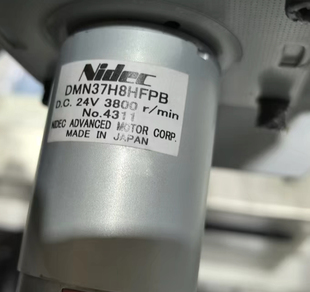 Nidec
DMN37H8HFPB
D.C. 24V 3800 r/min
No.4311
NIDEC ADVANCED MOTOR CORP.
MADE IN JAPAN